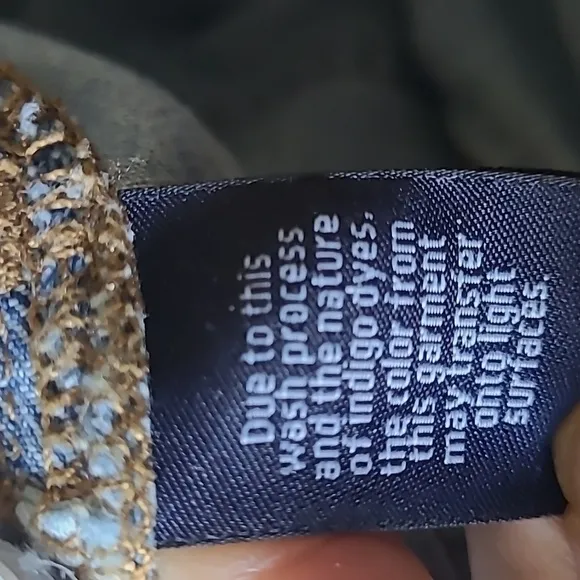 Due to this
wash process
and the nature
of indigo dyes,
the color from
this garment
may transfer
onto light
surfaces.